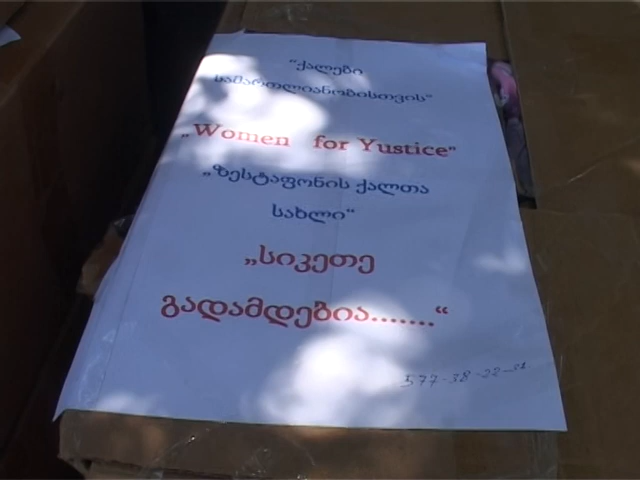 "ქალები
სამართლიანობისთვის"
„Women for Yustice"
„ზესტაფონის ქალთა
სახლი"
„სიკეთე
გადამდებია.......“
577-38-22-